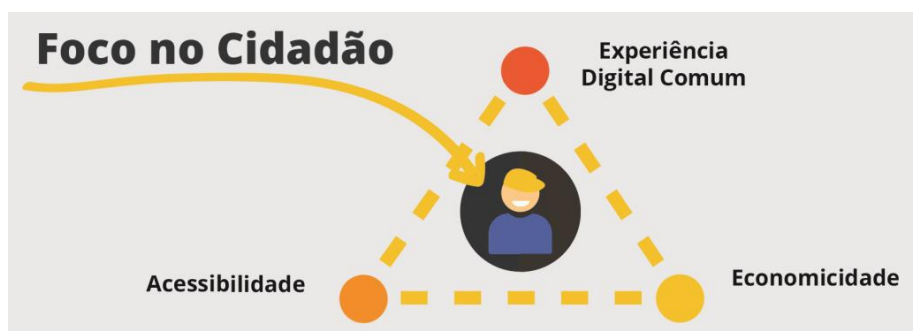 Foco no Cidadão
Experiência
Digital Comum
Acessibilidade
Economicidade